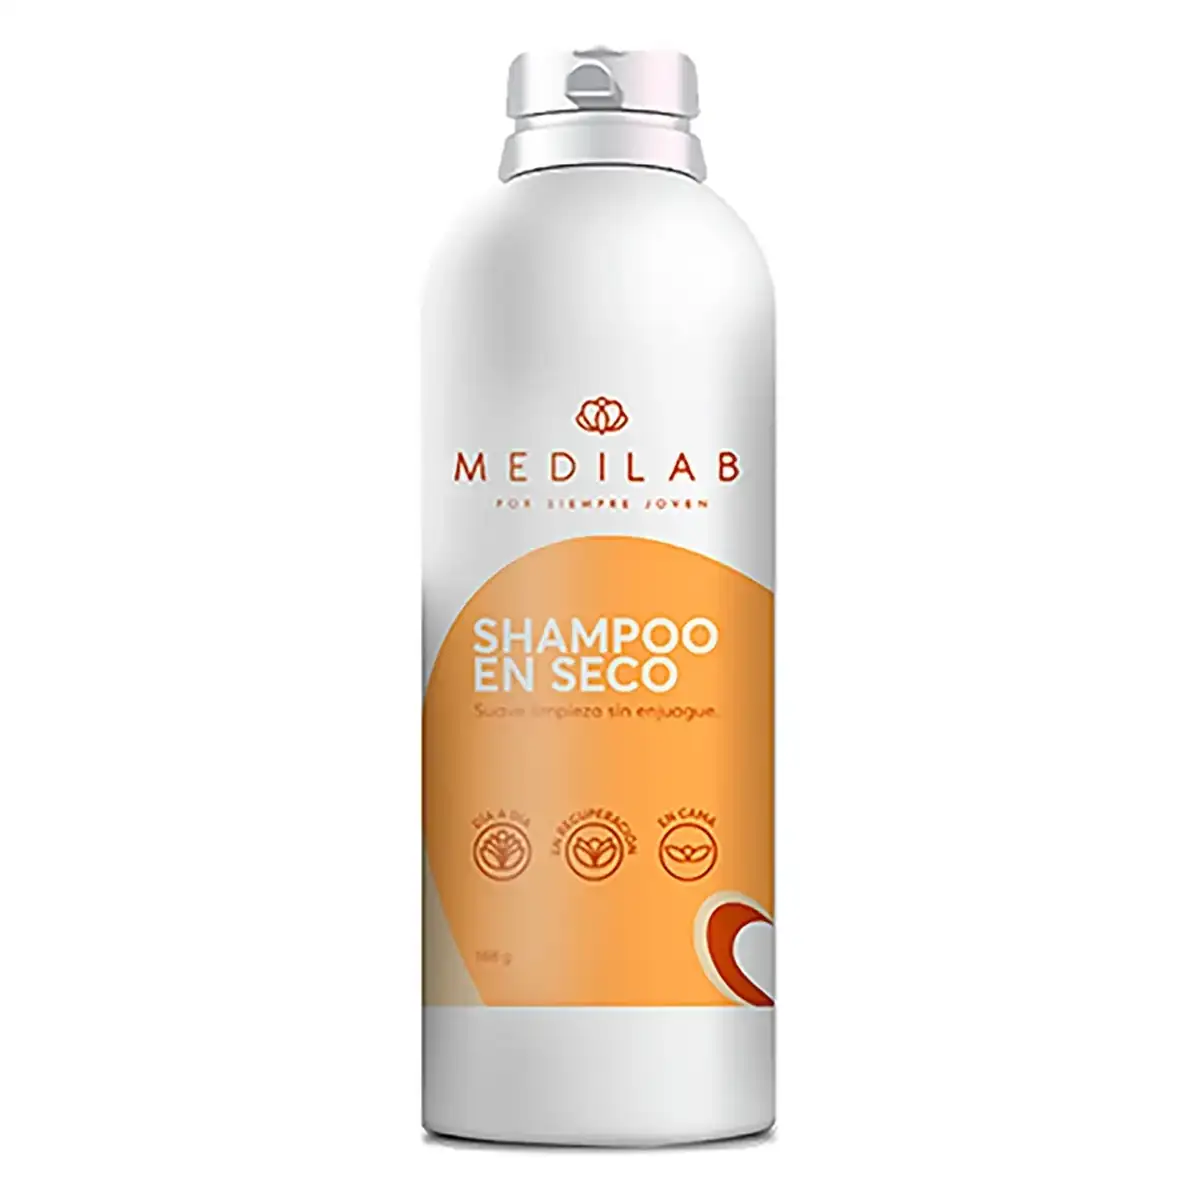 MEDILAB
POR SIEMPRE JOVEN
SHAMPOO
EN SECO
Suave limpieza sin enjuague.
DÍA A DÍA
EN RECUPERACIÓN
EN CAMA
g